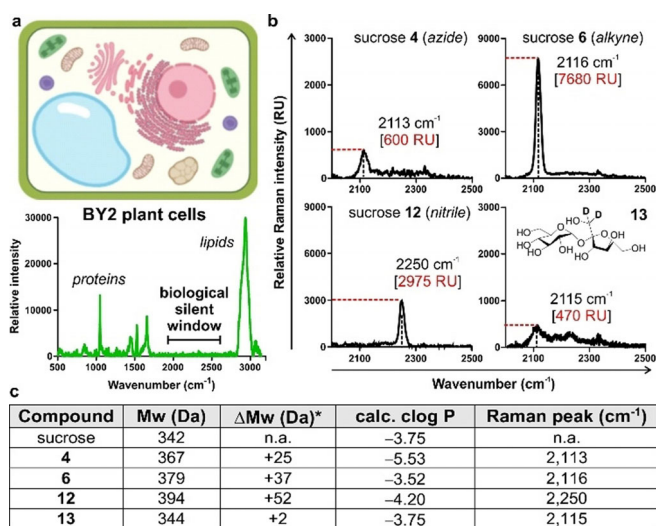 a
BY2 plant cells
Relative intensity
30000
20000
10000
0
proteins
lipids
biological
silent
window
500 1000 1500 2000 2500 3000
Wavenumber (cm-1)
b
Relative Raman intensity (RU)
sucrose 4 (azide)
3000
1200
600
0
2113 cm-1
[600 RU]
2100 2500
sucrose 6 (alkyne)
9000
6000
3000
0
2116 cm-1
[7680 RU]
2100 2500
sucrose 12 (nitrile)
9000
6000
3000
0
2250 cm-1
[2975 RU]
2100 2500
13
3000
2000
1000
0
2115 cm-1
[470 RU]
2100 2500
Wavenumber (cm-1)
c
Compound Mw (Da) ΔMw (Da)* calc. clog P Raman peak (cm-1)
sucrose 342 n.a. −3.75 n.a.
4 367 +25 −5.53 2,113
6 379 +37 −3.52 2,116
12 394 +52 −4.20 2,250
13 344 +2 −3.75 2,115